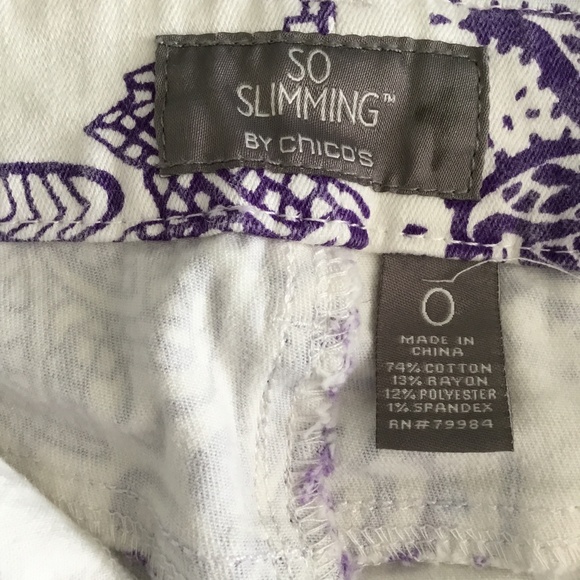 SO
SLIMMING™
BY CHICO'S
0
MADE IN
CHINA
74% COTTON
13% RAYON
12% POLYESTER
1% SPANDEX
RN# 79984